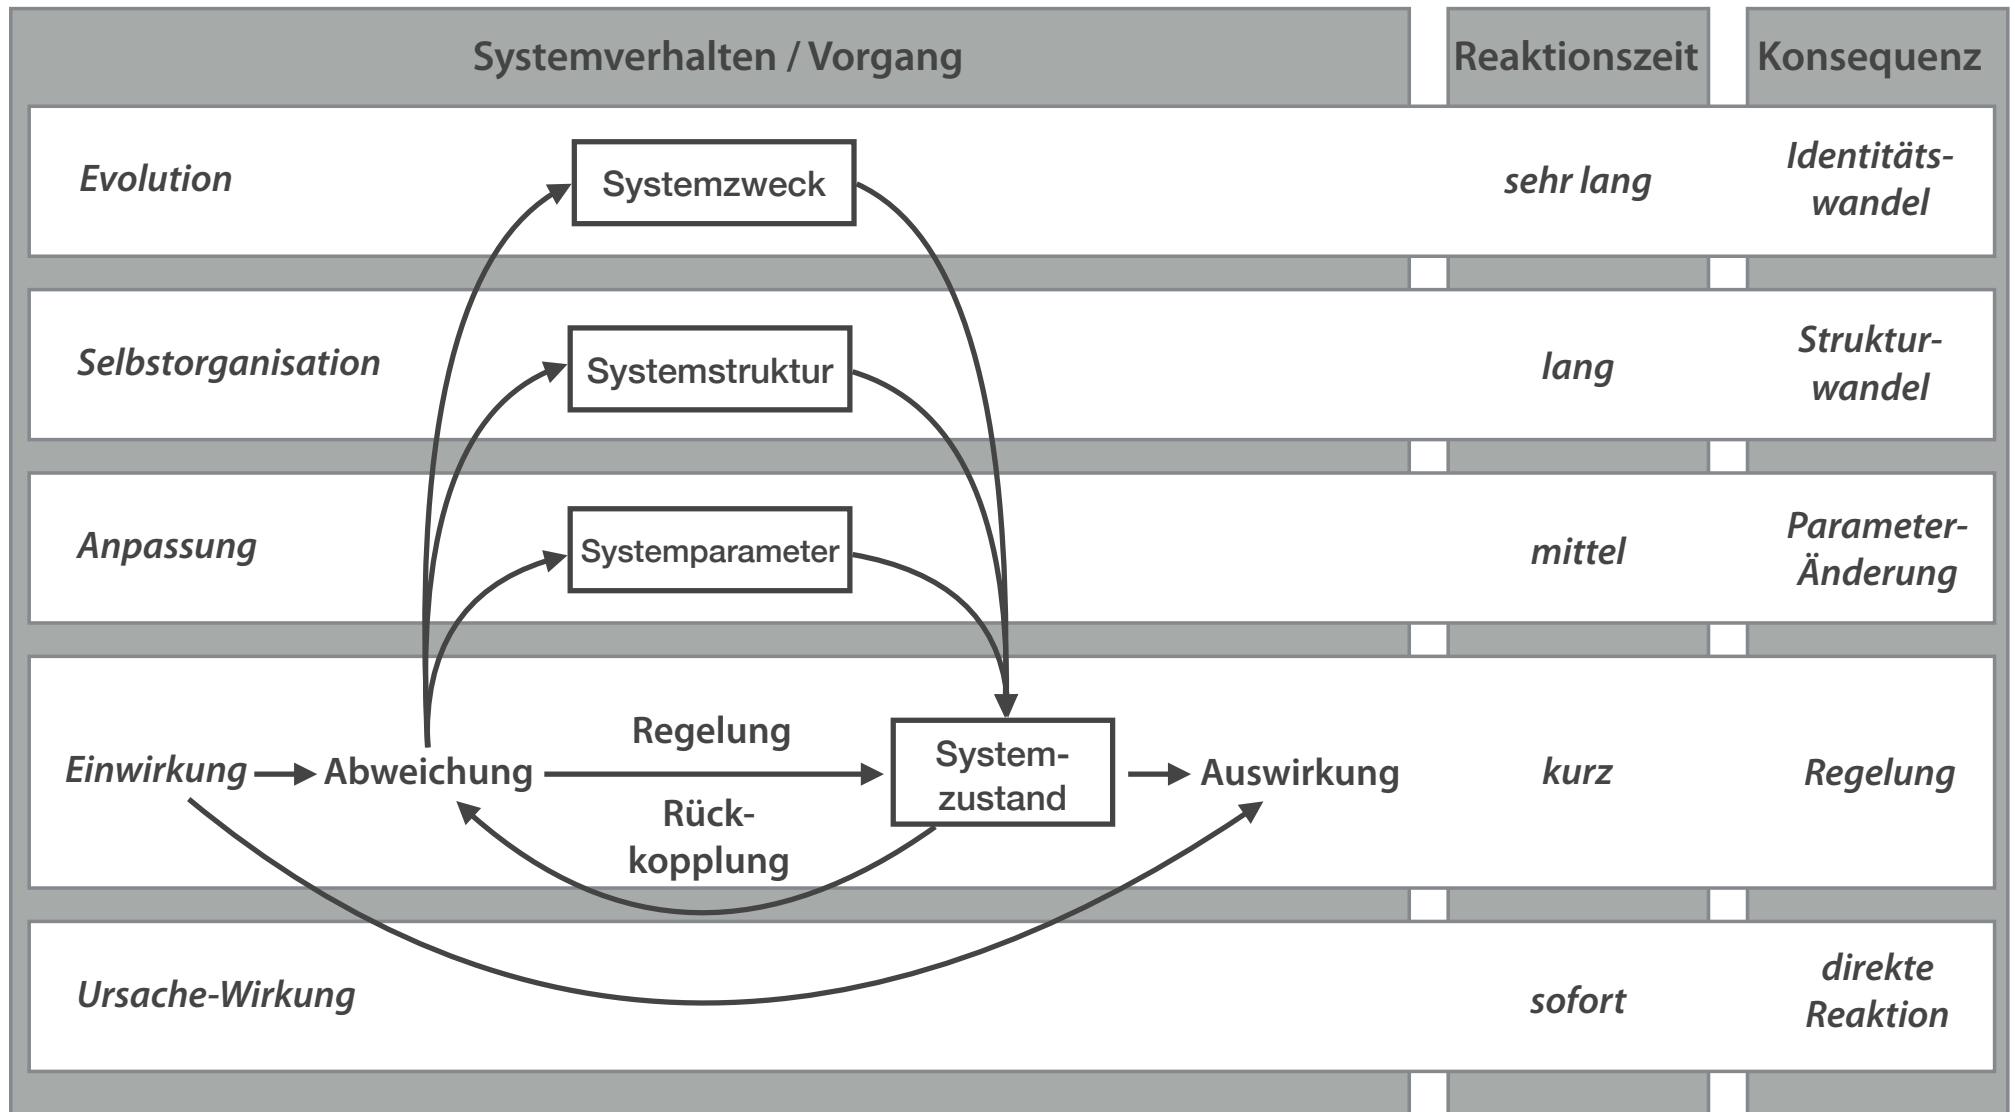 Systemverhalten / Vorgang
Reaktionszeit
Konsequenz
Evolution
Systemzweck
sehr lang
Identitäts-
wandel
Selbstorganisation
Systemstruktur
lang
Struktur-
wandel
Anpassung
Systemparameter
mittel
Parameter-
Änderung
Einwirkung
Abweichung
Regelung
Rück-
kopplung
System-
zustand
Auswirkung
kurz
Regelung
Ursache-Wirkung
sofort
direkte
Reaktion